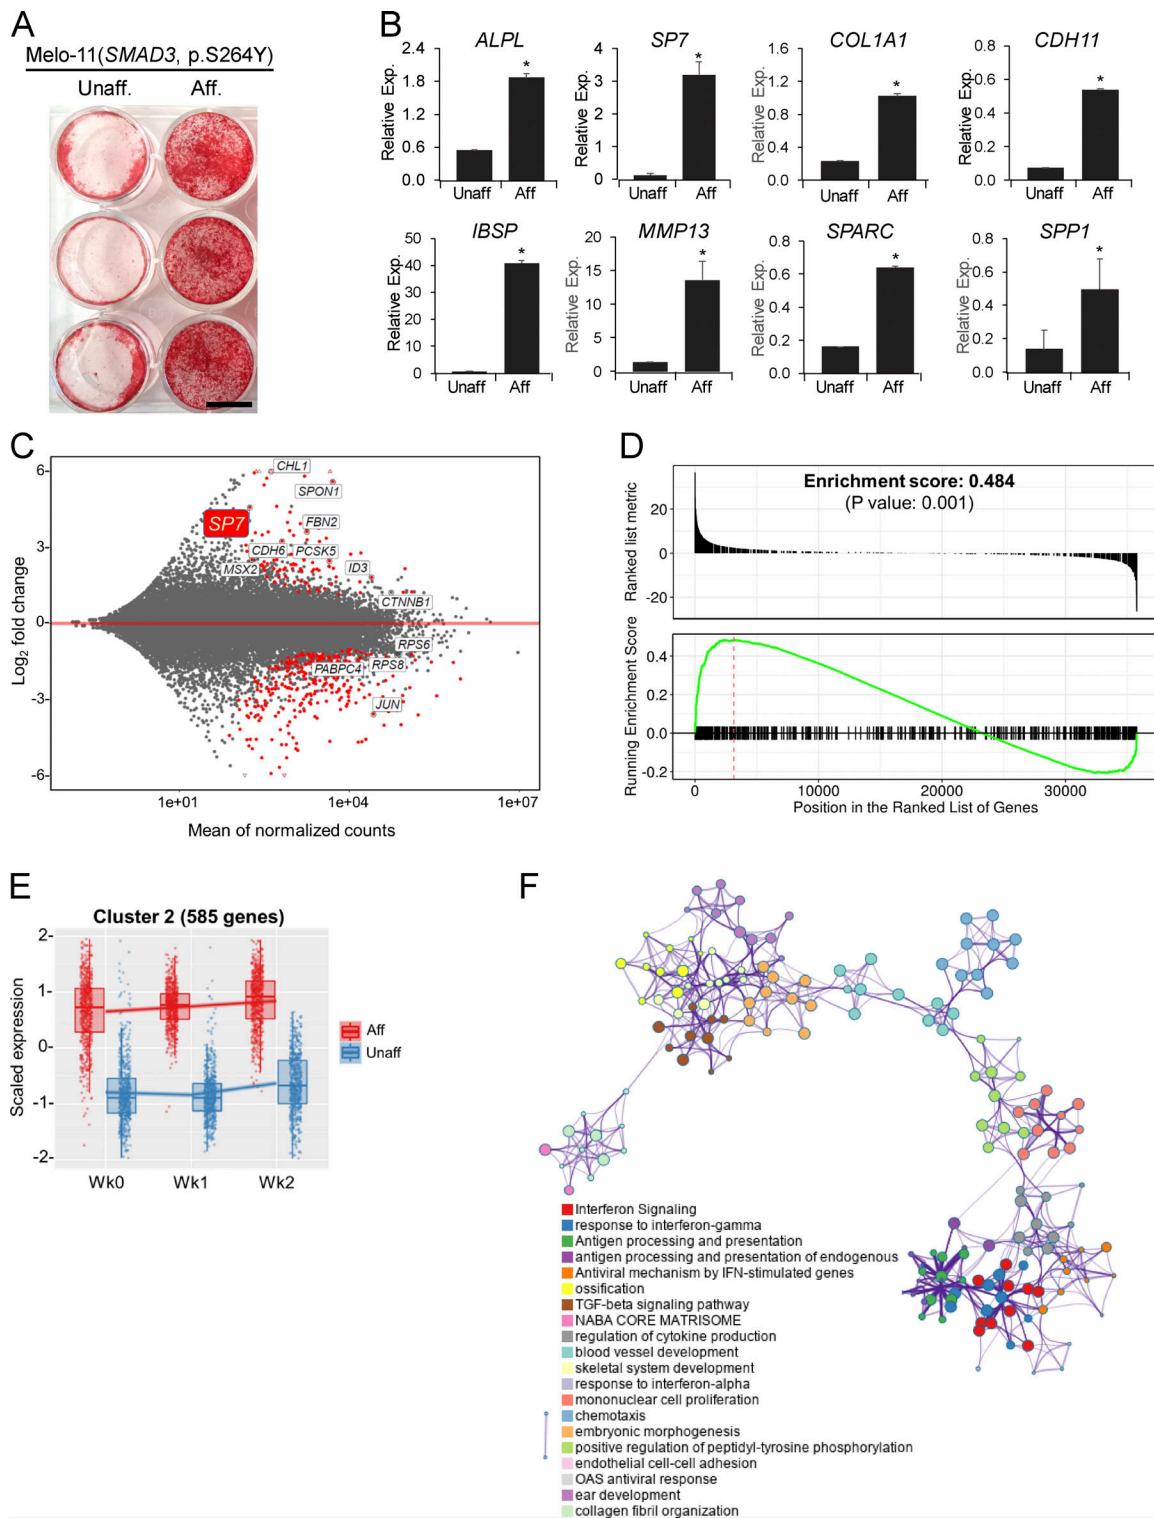 A
Melo-11(SMAD3, p.S264Y)
Unaff. Aff.
B
ALPL
Relative Exp.
2.4
1.8
1.2
0.6
0.0
Unaff Aff
*
SP7
Relative Exp.
4
3
2
1
0
Unaff Aff
*
COL1A1
Relative Exp.
1.5
1.0
0.5
0.0
Unaff Aff
*
CDH11
Relative Exp.
0.8
0.6
0.4
0.2
0.0
Unaff Aff
*
IBSP
Relative Exp.
50
40
30
20
10
0
Unaff Aff
*
MMP13
Relative Exp.
20
15
10
5
0
Unaff Aff
*
SPARC
Relative Exp.
0.8
0.6
0.4
0.2
0.0
Unaff Aff
*
SPP1
Relative Exp.
0.8
0.6
0.4
0.2
0.0
Unaff Aff
*
C
Log2 fold change
6
3
0
-3
-6
CHL1
SPON1
SP7
FBN2
CDH6
PCSK5
MSX2
ID3
CTNNB1
RPS6
RPS8
PABPC4
JUN
1e+01 1e+04 1e+07
Mean of normalized counts
D
Enrichment score: 0.484
(P value: 0.001)
Ranked list metric
20
0
-20
Running Enrichment Score
0.4
0.2
0.0
-0.2
0 10000 20000 30000
Position in the Ranked List of Genes
E
Cluster 2 (585 genes)
Scaled expression
2
1
0
-1
-2
Wk0 Wk1 Wk2
Aff
Unaff
F
Interferon Signaling
response to interferon-gamma
Antigen processing and presentation
antigen processing and presentation of endogenous
Antiviral mechanism by IFN-stimulated genes
ossification
TGF-beta signaling pathway
NABA CORE MATRISOME
regulation of cytokine production
blood vessel development
skeletal system development
response to interferon-alpha
mononuclear cell proliferation
chemotaxis
embryonic morphogenesis
positive regulation of peptidyl-tyrosine phosphorylation
endothelial cell-cell adhesion
OAS antiviral response
ear development
collagen fibril organization